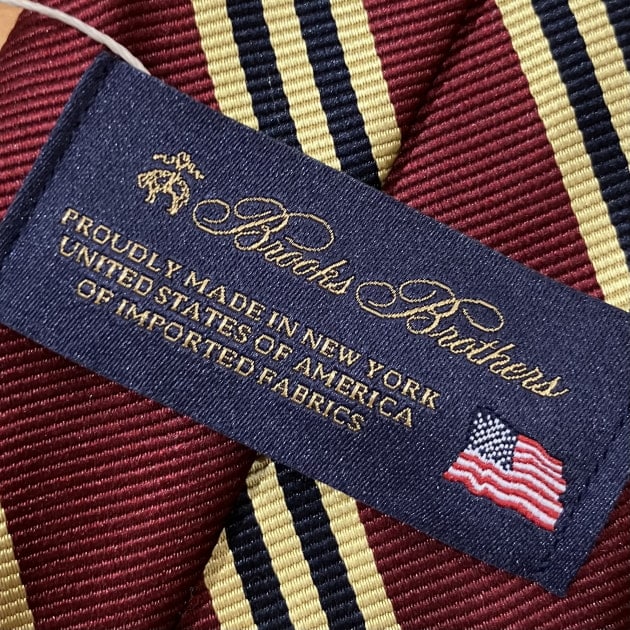 Brooks Brothers
PROUDLY MADE IN NEW YORK
UNITED STATES OF AMERICA
OF IMPORTED FABRICS